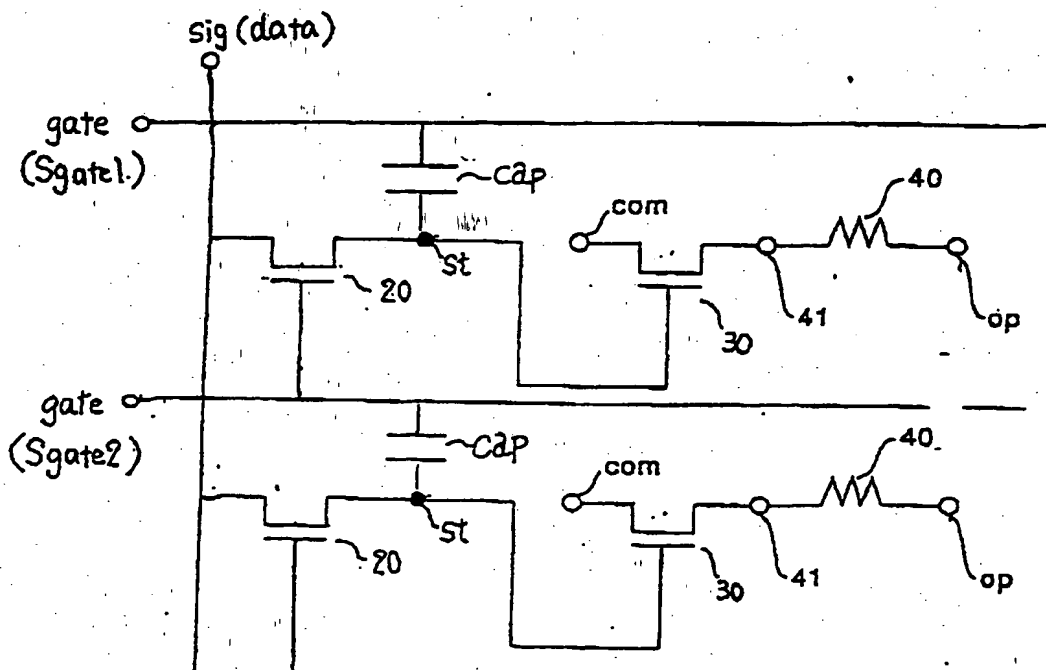 sig (data)
gate
(Sgate1.)
cap
com
40
st
20
30
41
op
gate
(Sgate2)
cap
com
40
st
20
30
41
op